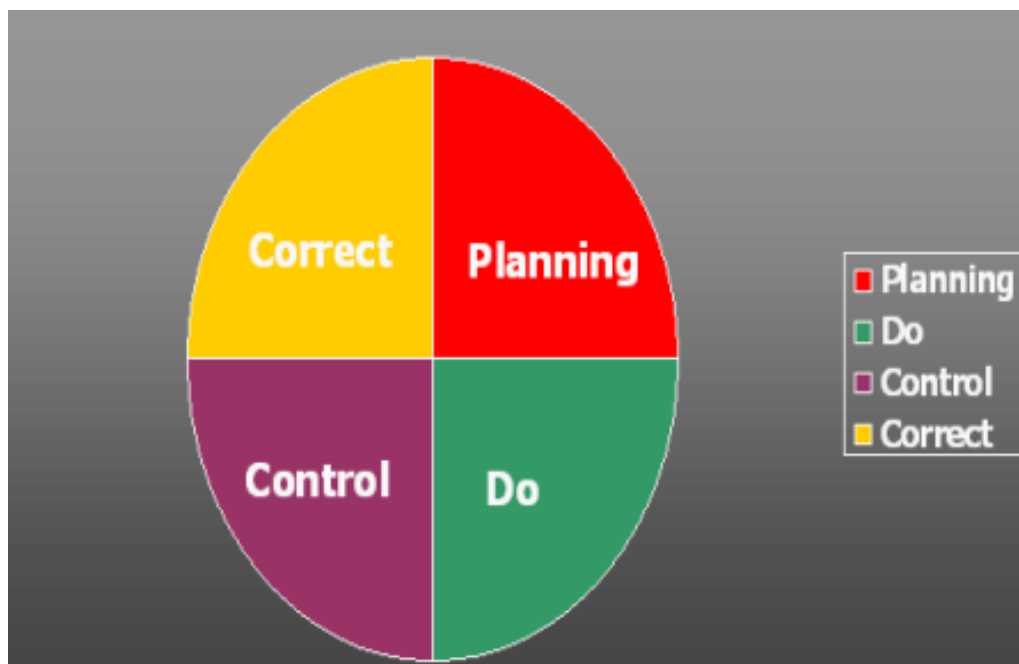 Correct
Planning
Control
Do
Planning
Do
Control
Correct